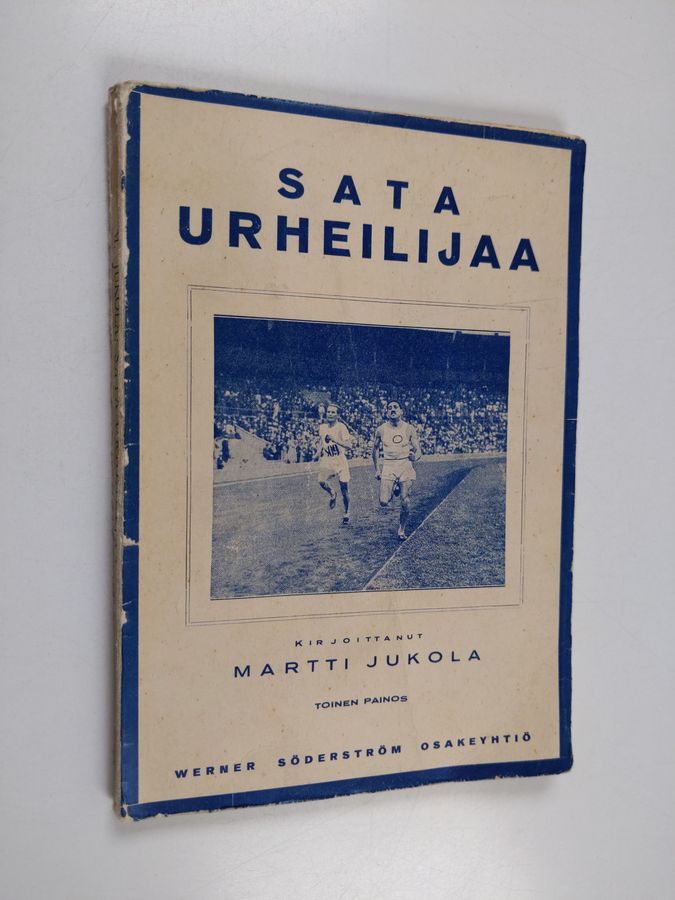 SATA
URHEILIJAA
KIRJOITTANUT
MARTTI JUKOLA
TOINEN PAINOS
WERNER SÖDERSTRÖM OSAKEYHTIÖ